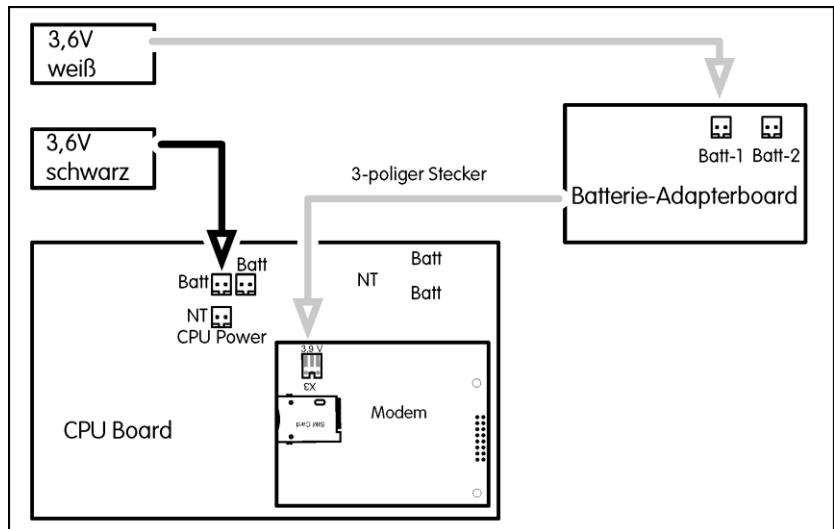 3,6V
weiß
3,6V
schwarz
3-poliger Stecker
Batt-1 Batt-2
Batterie-Adapterboard
Batt
Batt
NT
CPU Power
NT
Batt
Batt
3,9 V
X3
SIM Card
Modem
CPU Board